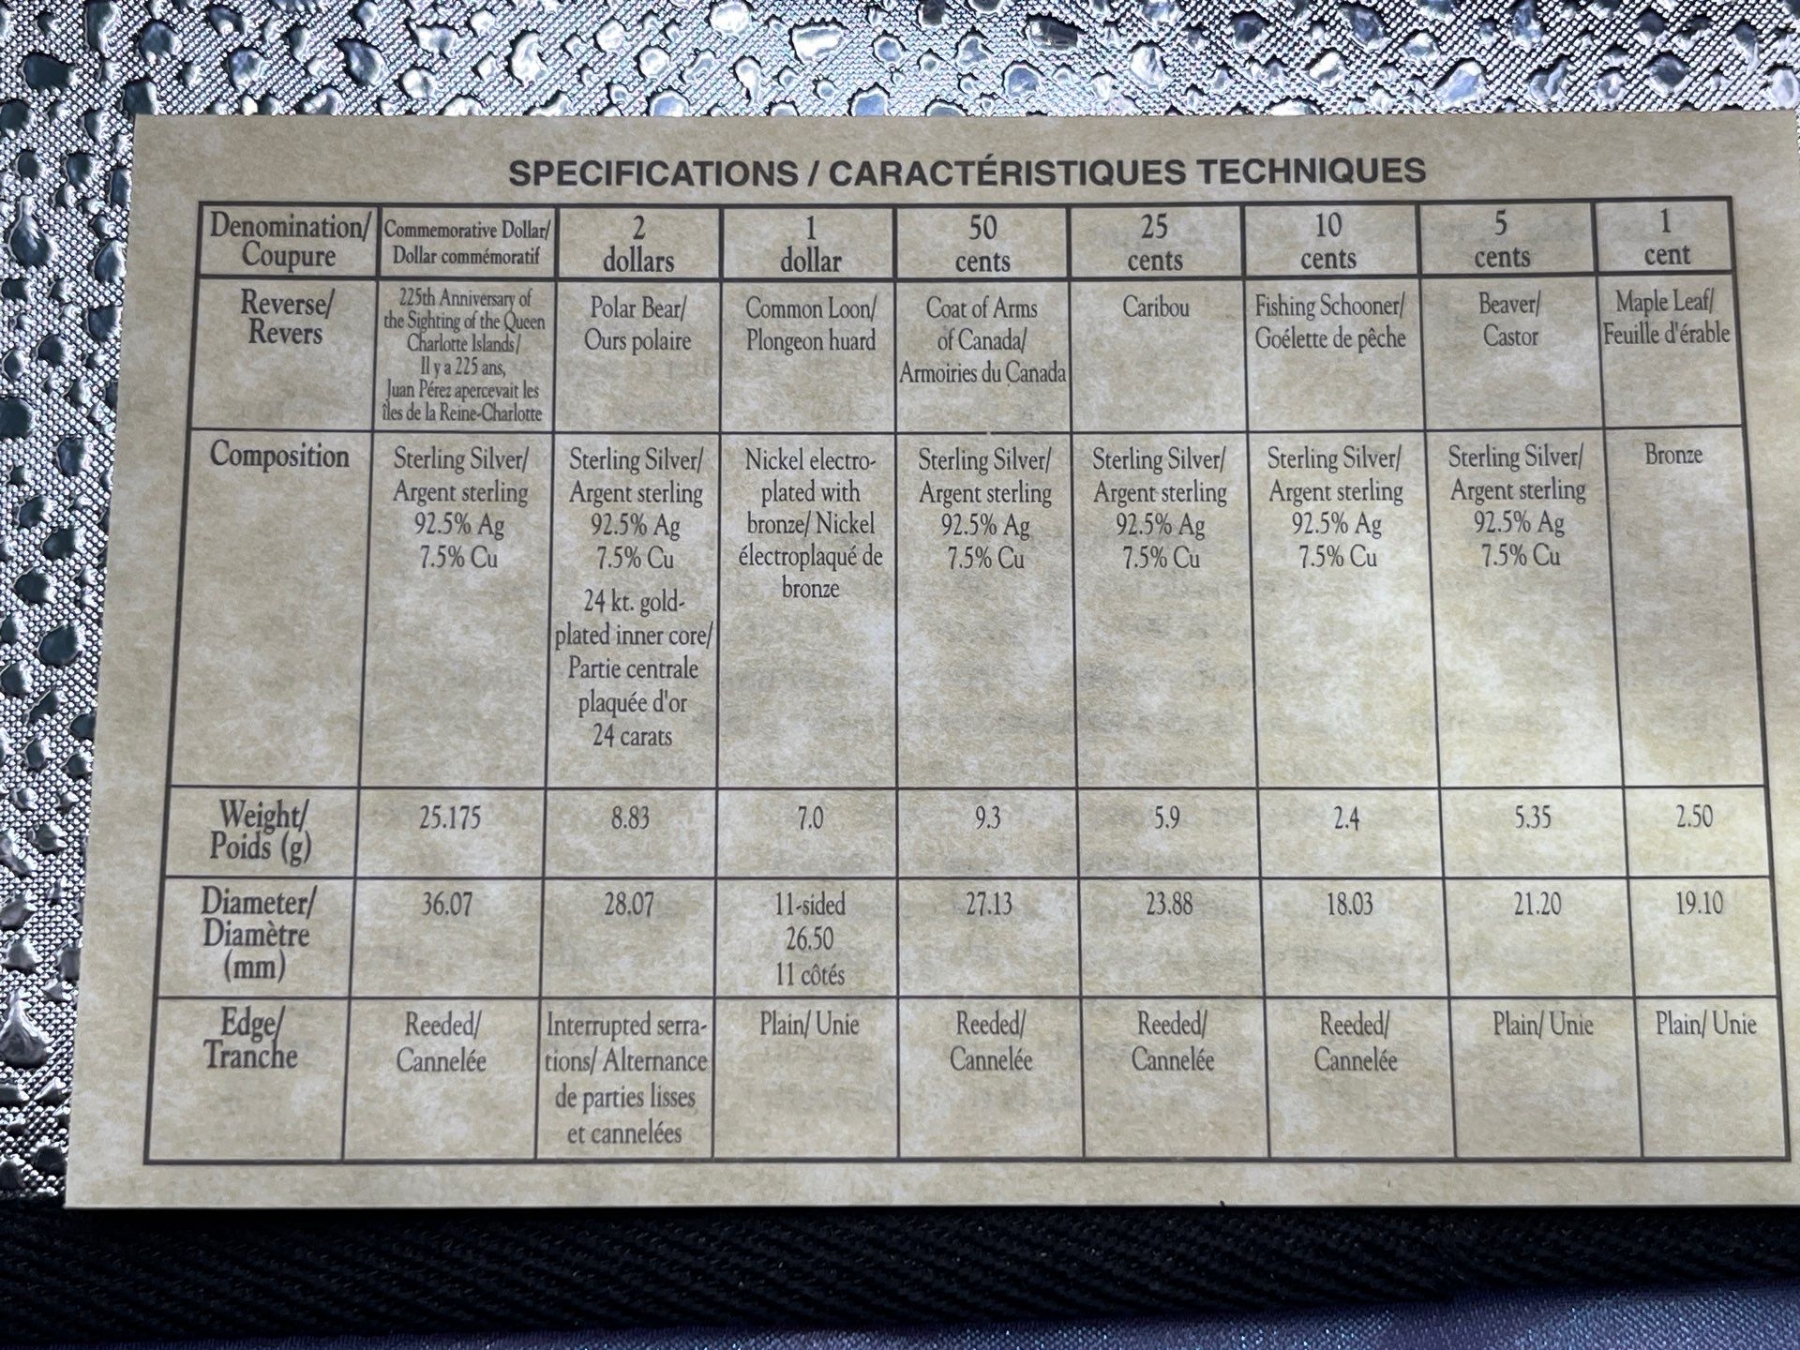 SPECIFICATIONS / CARACTÉRISTIQUES TECHNIQUES
Denomination/
Coupure
Commemorative Dollar/
Dollar commémoratif
2
dollars
1
dollar
50
cents
25
cents
10
cents
5
cents
1
cent
Reverse/
Revers
225th Anniversary of
the Sighting of the Queen
Charlotte Islands/
Il y a 225 ans,
Juan Pérez apercevait les
îles de la Reine-Charlotte
Polar Bear/
Ours polaire
Common Loon/
Plongeon huard
Coat of Arms
of Canada/
Armoiries du Canada
Caribou
Fishing Schooner/
Goélette de pêche
Beaver/
Castor
Maple Leaf/
Feuille d'érable
Composition
Sterling Silver/
Argent sterling
92.5% Ag
7.5% Cu
Sterling Silver/
Argent sterling
92.5% Ag
7.5% Cu
24 kt. gold-
plated inner core/
Partie centrale
plaquée d'or
24 carats
Nickel electro-
plated with
bronze/ Nickel
électroplaqué de
bronze
Sterling Silver/
Argent sterling
92.5% Ag
7.5% Cu
Sterling Silver/
Argent sterling
92.5% Ag
7.5% Cu
Sterling Silver/
Argent sterling
92.5% Ag
7.5% Cu
Sterling Silver/
Argent sterling
92.5% Ag
7.5% Cu
Bronze
Weight/
Poids (g)
25.175
8.83
7.0
9.3
5.9
2.4
5.35
2.50
Diameter/
Diamètre
(mm)
36.07
28.07
11-sided
26.50
11 côtés
27.13
23.88
18.03
21.20
19.10
Edge/
Tranche
Reeded/
Cannelée
Interrupted serra-
tions/ Alternance
de parties lisses
et cannelées
Plain/ Unie
Reeded/
Cannelée
Reeded/
Cannelée
Reeded/
Cannelée
Plain/ Unie
Plain/ Unie